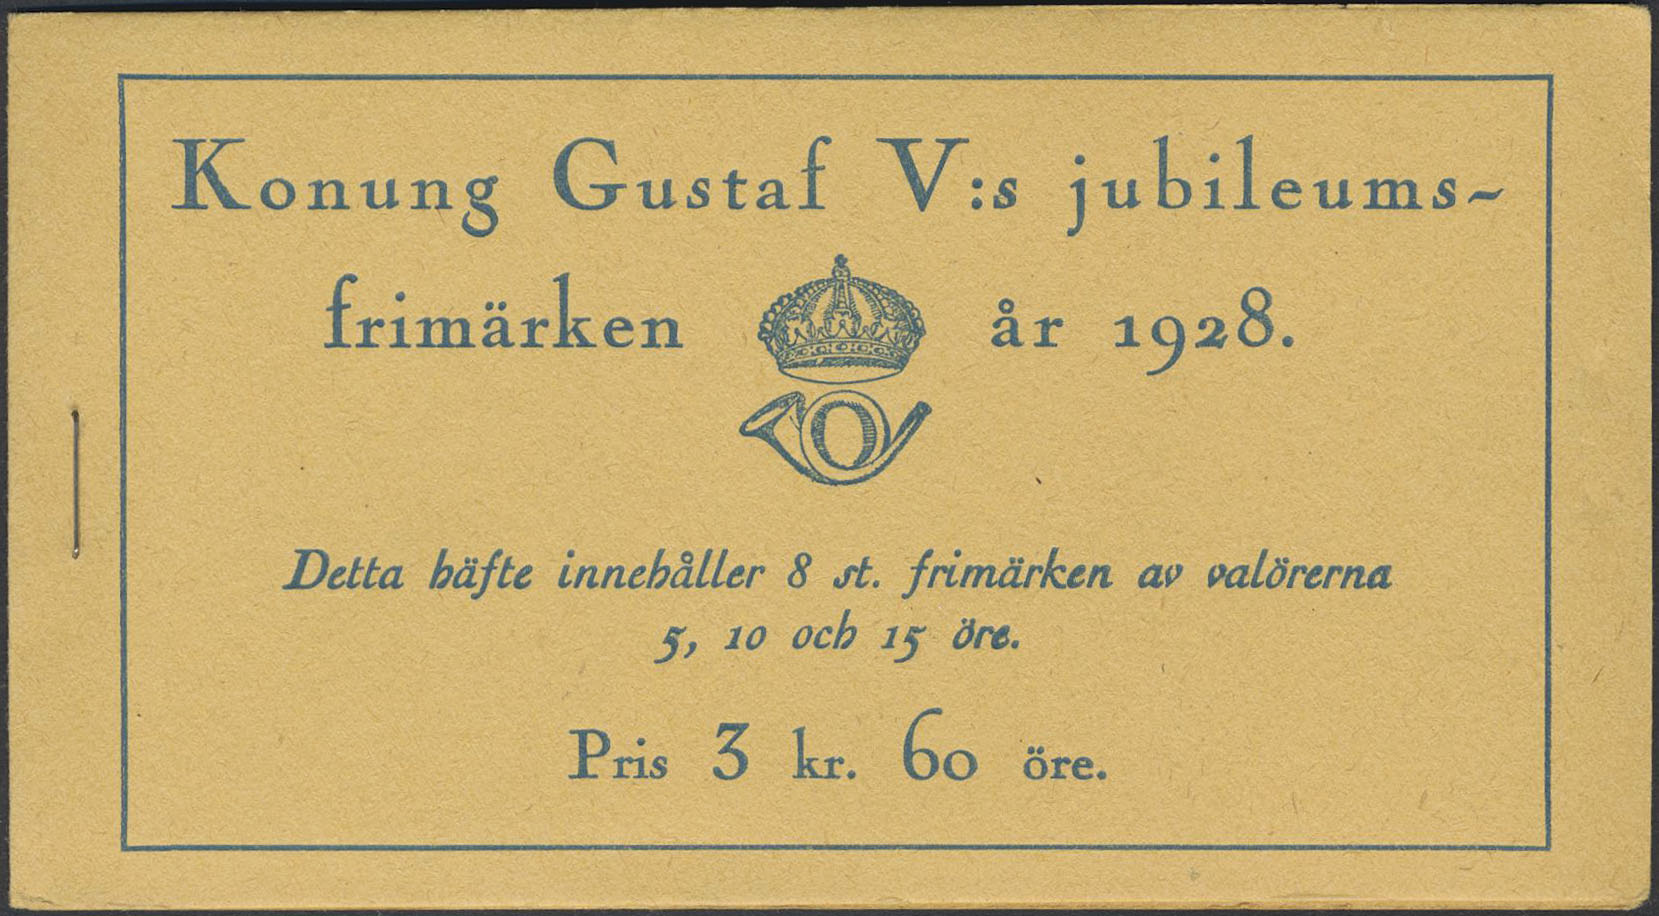 Konung Gustaf V:s jubileums-
frimärken år 1928.
Detta häfte innehåller 8 st. frimärken av valörerna
5, 10 och 15 öre.
Pris 3 kr. 60 öre.